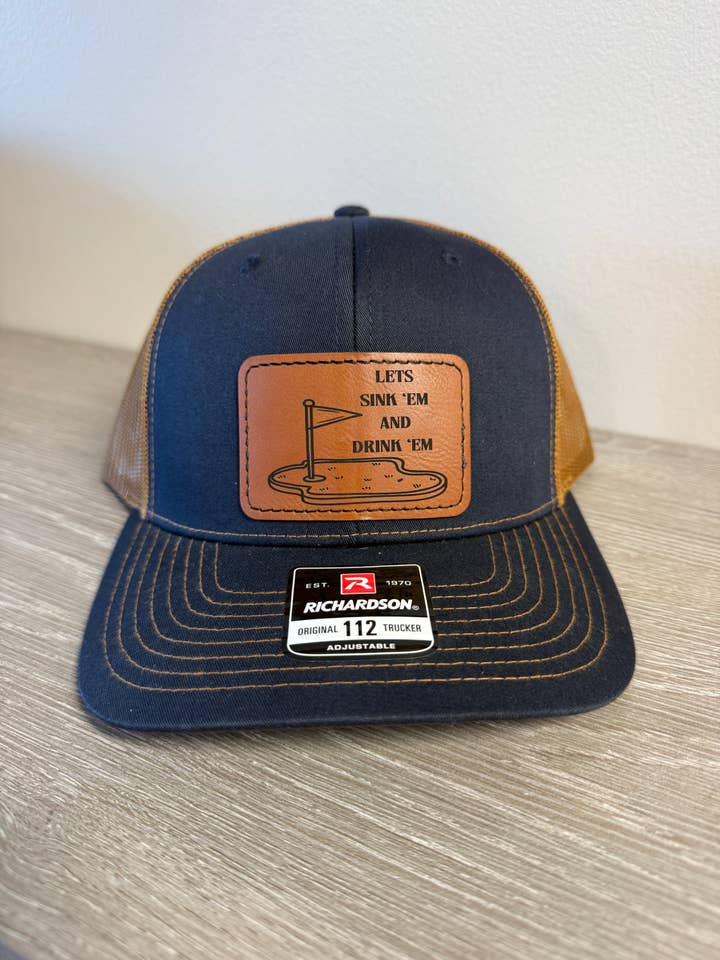 LETS
SINK 'EM
AND
DRINK 'EM
EST. R 1970
RICHARDSON®
ORIGINAL 112 TRUCKER
ADJUSTABLE